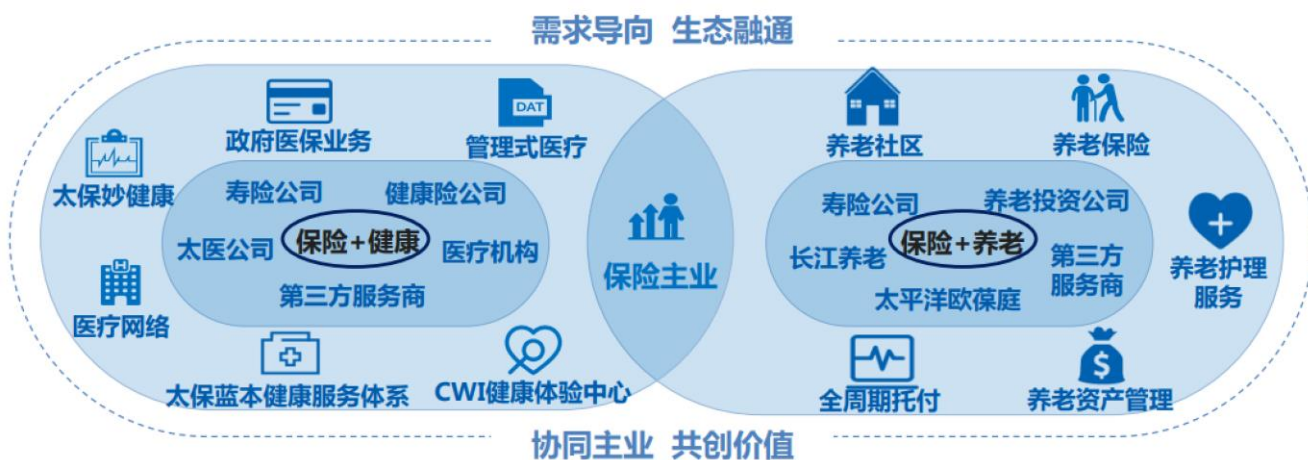 需求导向 生态融通
政府医保业务
DAT
管理式医疗
太保妙健康
寿险公司
健康险公司
太医公司
保险+健康
医疗机构
第三方服务商
医疗网络
太保蓝本健康服务体系
CWI健康体验中心
保险主业
养老社区
养老保险
寿险公司
养老投资公司
长江养老
保险+养老
第三方
服务商
太平洋欧葆庭
养老护理
服务
全周期托付
$
养老资产管理
协同主业 共创价值